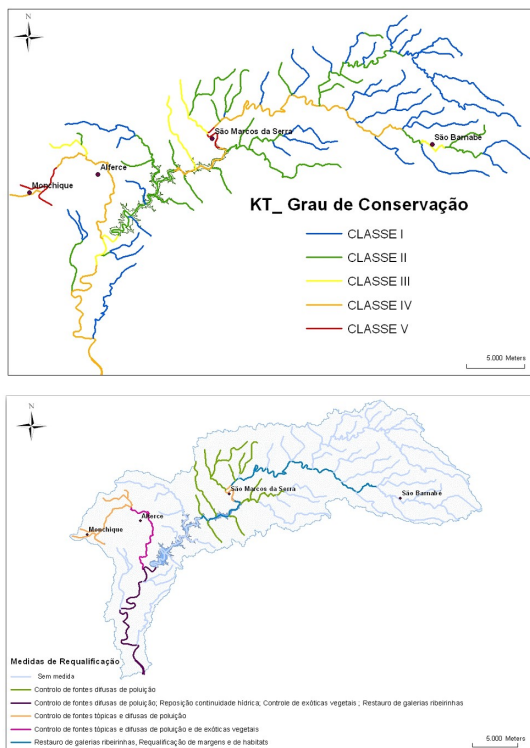 N
São Marcos da Serra
São Barnabé
Alferce
Monchique
KT_ Grau de Conservação
CLASSE I
CLASSE II
CLASSE III
CLASSE IV
CLASSE V
5.000 Meters
N
São Marcos da Serra
São Barnabé
Alferce
Monchique
Medidas de Requalificação
Sem medida
Controlo de fontes difusas de poluição
Controlo de fontes difusas de poluição; Reposição continuidade hídrica; Controle de exóticas vegetais ; Restauro de galerias ribeirinhas
Controlo de fontes tópicas e difusas de poluição
Controlo de fontes tópicas e difusas de poluição e de exóticas vegetais
Restauro de galerias ribeirinhas, Requalificação de margens e de habitats
5.000 Meters